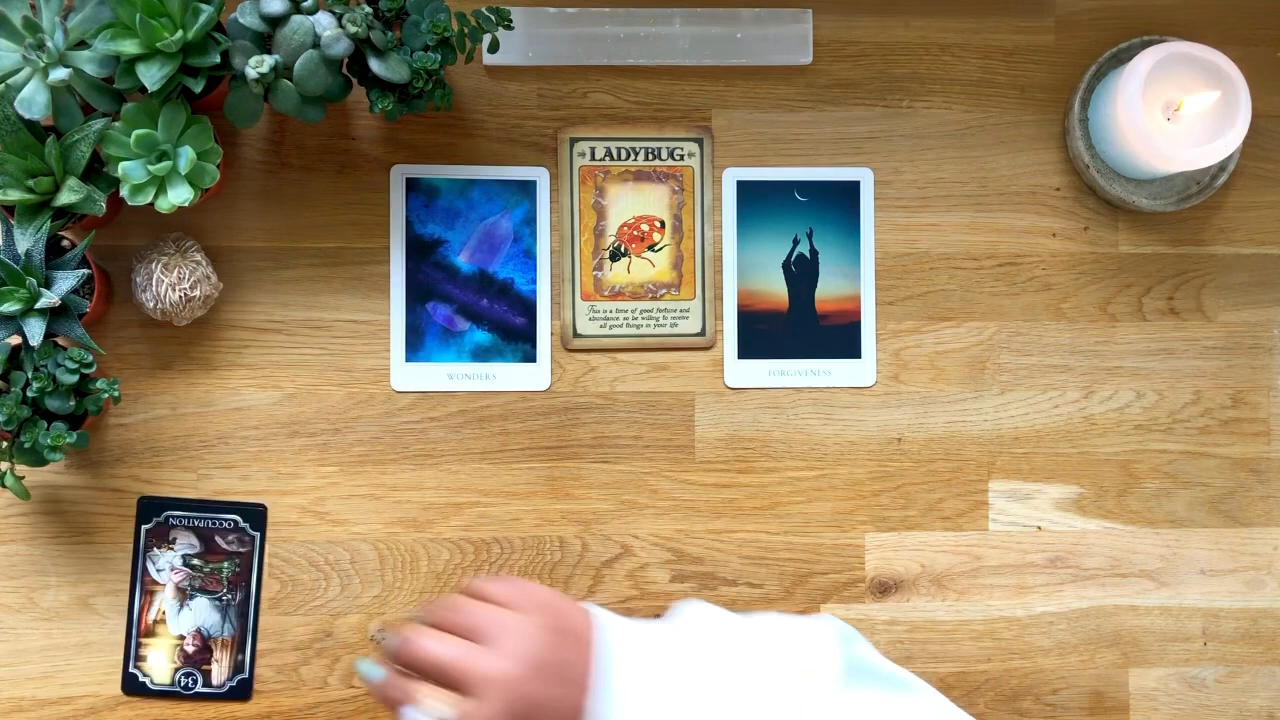 LADYBUG
This is a time of good fortune and
abundance, so be willing to receive
all good things in your life
WONDERS
FORGIVENESS
OCCUPATION
34